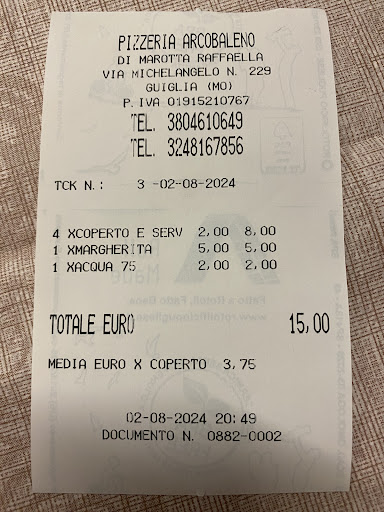 PIZZERIA ARCOBALENO
DI MAROTTA RAFFAELLA
VIA MICHELANGELO N. 229
GUIGLIA (MO)
P.IVA 01915210767
TEL. 3804610649
TEL. 3248167856
TCK N.: 3 -02-08-2024
4 XCOPERTO E SERV 2,00 8,00
1 XMARGHERITA 5,00 5,00
1 XACQUA 75 2,00 2,00
TOTALE EURO 15,00
MEDIA EURO X COPERTO 3,75
02-08-2024 20:49
DOCUMENTO N. 0882-0002